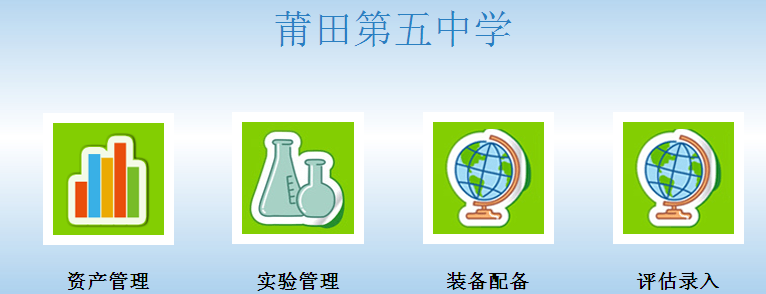 莆田第五中学
资产管理
实验管理
装备配备
评估录入